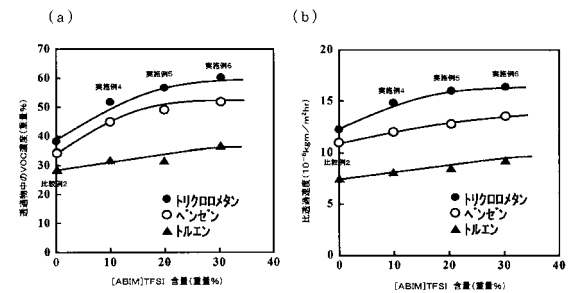 (a)
透過物中のVOC濃度(重量%)
70
60
50
40
30
20
10
0
実施例4
実施例5
実施例6
比較例2
●トリクロロメタン
○ベンゼン
▲トルエン
0 10 20 30 40
[ABIM]TFSI 含量(重量%)
(b)
比透過速度(10⁻⁶kgm/m²hr)
20
15
10
5
0
実施例4
実施例5
実施例6
比較例2
●トリクロロメタン
○ベンゼン
▲トルエン
0 10 20 30 40
[ABIM]TFSI 含量(重量%)